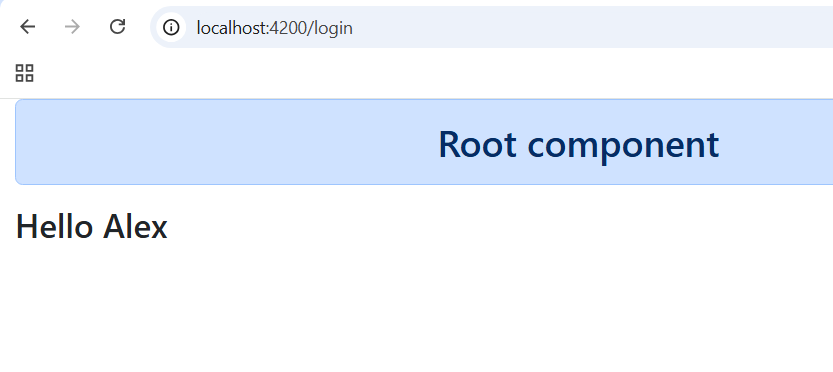 localhost:4200/login
Root component
Hello Alex